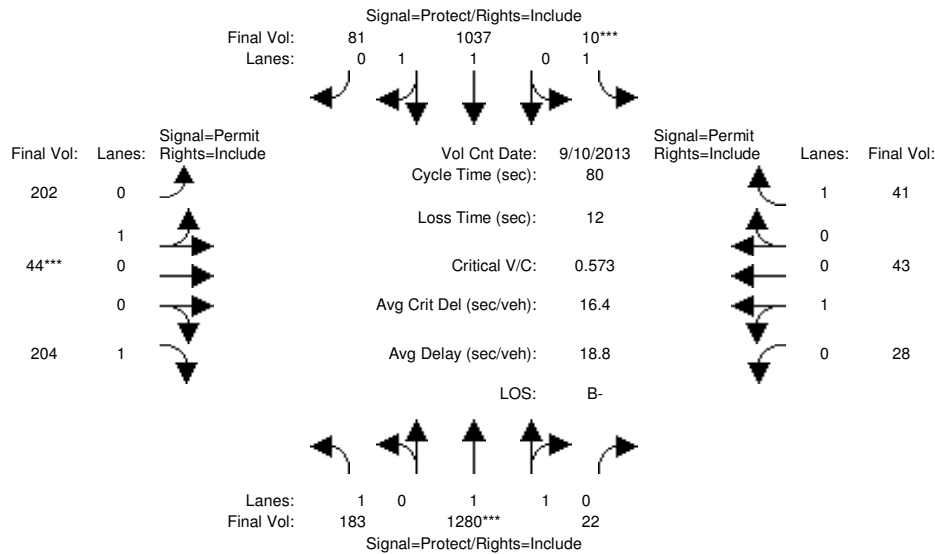 Signal=Protect/Rights=Include
Final Vol: 81 1037 10***
Lanes: 0 1 1 0 1
Signal=Permit Signal=Permit
Final Vol: Lanes: Rights=Include Vol Cnt Date: 9/10/2013 Rights=Include Lanes: Final Vol:
Cycle Time (sec): 80
202 0 1 41
Loss Time (sec): 12
1 0
44*** 0 Critical V/C: 0.573 0 43
0 Avg Crit Del (sec/veh): 16.4 1
204 1 Avg Delay (sec/veh): 18.8 0 28
LOS: B-
Lanes: 1 0 1 1 0
Final Vol: 183 1280*** 22
Signal=Protect/Rights=Include